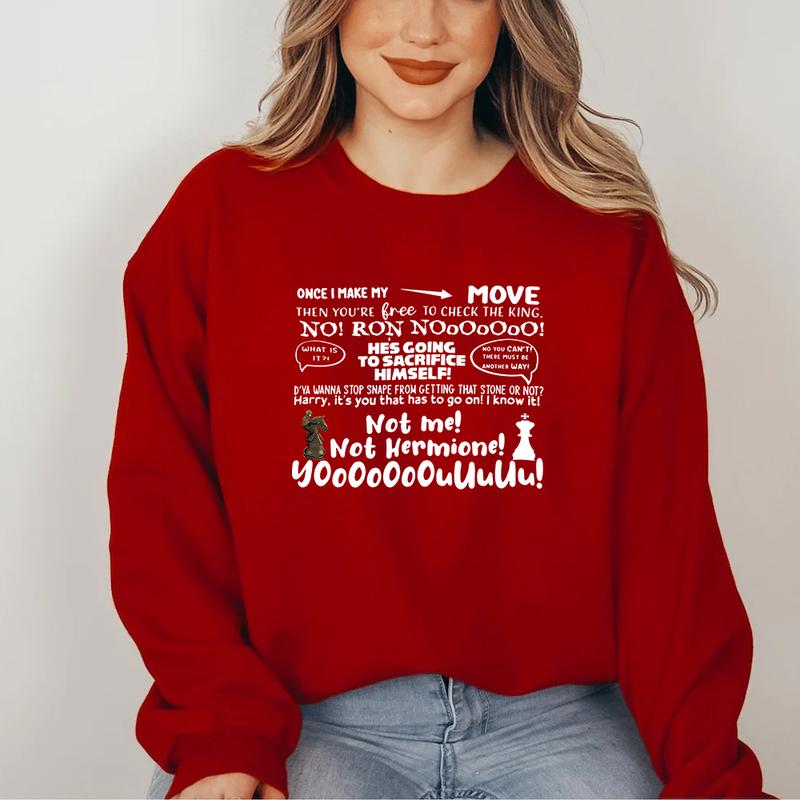 ONCE I MAKE MY MOVE
THEN YOU'RE free TO CHECK THE KING.
NO! RON NOoOoOoO!
WHAT IS
IT?!
HE'S GOING
TO SACRIFICE
HIMSELF!
NO YOU CAN'T!
THERE MUST BE
ANOTHER WAY!
D'YA WANNA STOP SNAPE FROM GETTING THAT STONE OR NOT?
Harry, it's you that has to go on! I know it!
Not me!
Not Hermione!
YOoOoOoOuUuUUu!